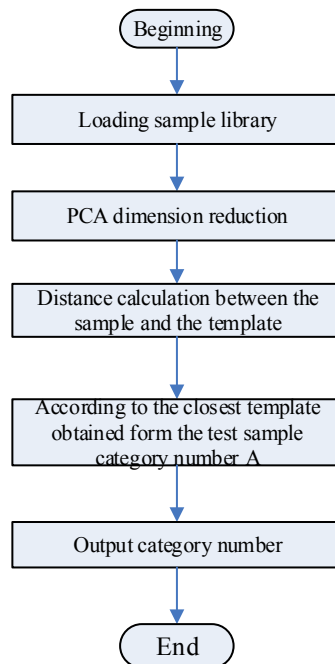 Beginning
Loading sample library
PCA dimension reduction
Distance calculation between the
sample and the template
According to the closest template
obtained form the test sample
category number A
Output category number
End